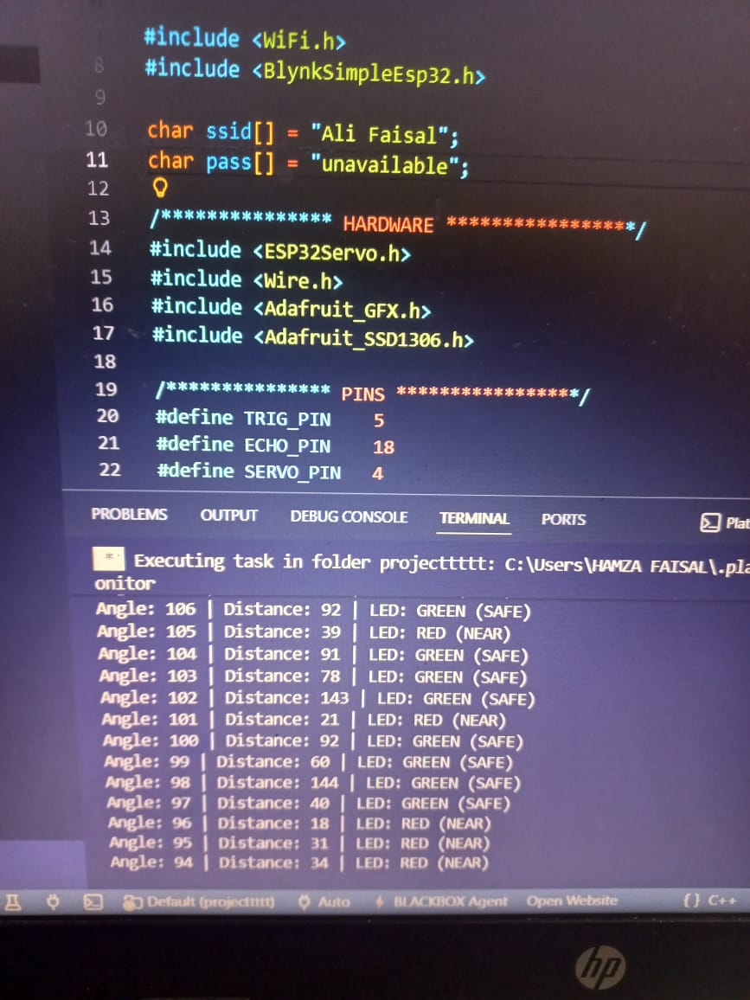 #include <WiFi.h>
8 #include <BlynkSimpleEsp32.h>
9
10 char ssid[] = "Ali Faisal";
11 char pass[] = "unavailable";
12
13 /*************** HARDWARE *****************/
14 #include <ESP32Servo.h>
15 #include <Wire.h>
16 #include <Adafruit_GFX.h>
17 #include <Adafruit_SSD1306.h>
18
19 /*************** PINS *****************/
20 #define TRIG_PIN 5
21 #define ECHO_PIN 18
22 #define SERVO_PIN 4
PROBLEMS OUTPUT DEBUG CONSOLE TERMINAL PORTS Plat
* Executing task in folder projecttttt: C:\Users\HAMZA FAISAL\.pla
onitor
Angle: 106 | Distance: 92 | LED: GREEN (SAFE)
Angle: 105 | Distance: 39 | LED: RED (NEAR)
Angle: 104 | Distance: 91 | LED: GREEN (SAFE)
Angle: 103 | Distance: 78 | LED: GREEN (SAFE)
Angle: 102 | Distance: 143 | LED: GREEN (SAFE)
Angle: 101 | Distance: 21 | LED: RED (NEAR)
Angle: 100 | Distance: 92 | LED: GREEN (SAFE)
Angle: 99 | Distance: 60 | LED: GREEN (SAFE)
Angle: 98 | Distance: 144 | LED: GREEN (SAFE)
Angle: 97 | Distance: 40 | LED: GREEN (SAFE)
Angle: 96 | Distance: 18 | LED: RED (NEAR)
Angle: 95 | Distance: 31 | LED: RED (NEAR)
Angle: 94 | Distance: 34 | LED: RED (NEAR)
Default (projecttttt) Auto BLACKBOX Agent Open Website {} C++
hp